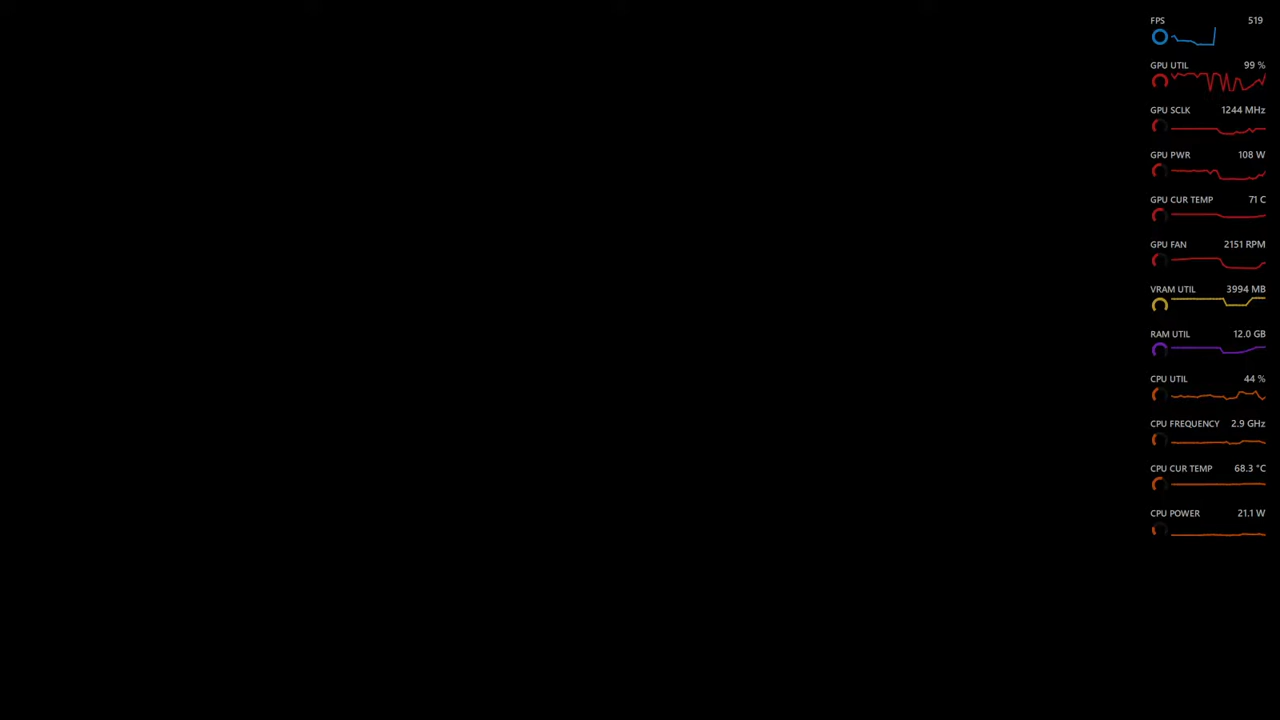 FPS 519
GPU UTIL 99 %
GPU SCLK 1244 MHz
GPU PWR 108 W
GPU CUR TEMP 71 C
GPU FAN 2151 RPM
VRAM UTIL 3994 MB
RAM UTIL 12.0 GB
CPU UTIL 44 %
CPU FREQUENCY 2.9 GHz
CPU CUR TEMP 68.3 °C
CPU POWER 21.1 W